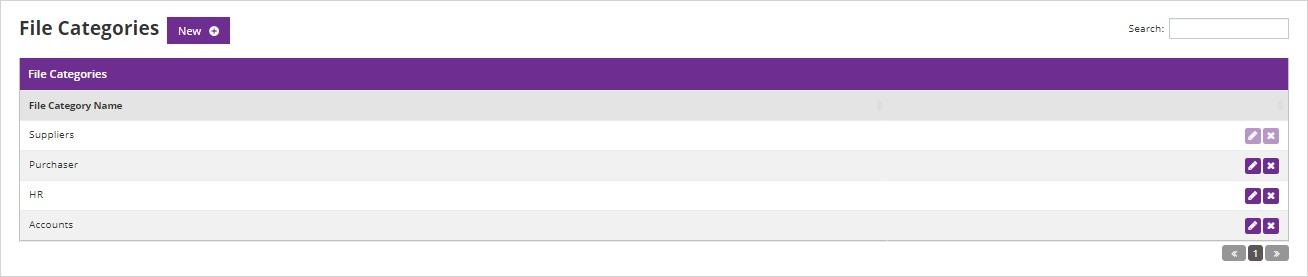 File Categories New
Search:
File Categories
File Category Name
Suppliers
Purchaser
HR
Accounts
« 1 »